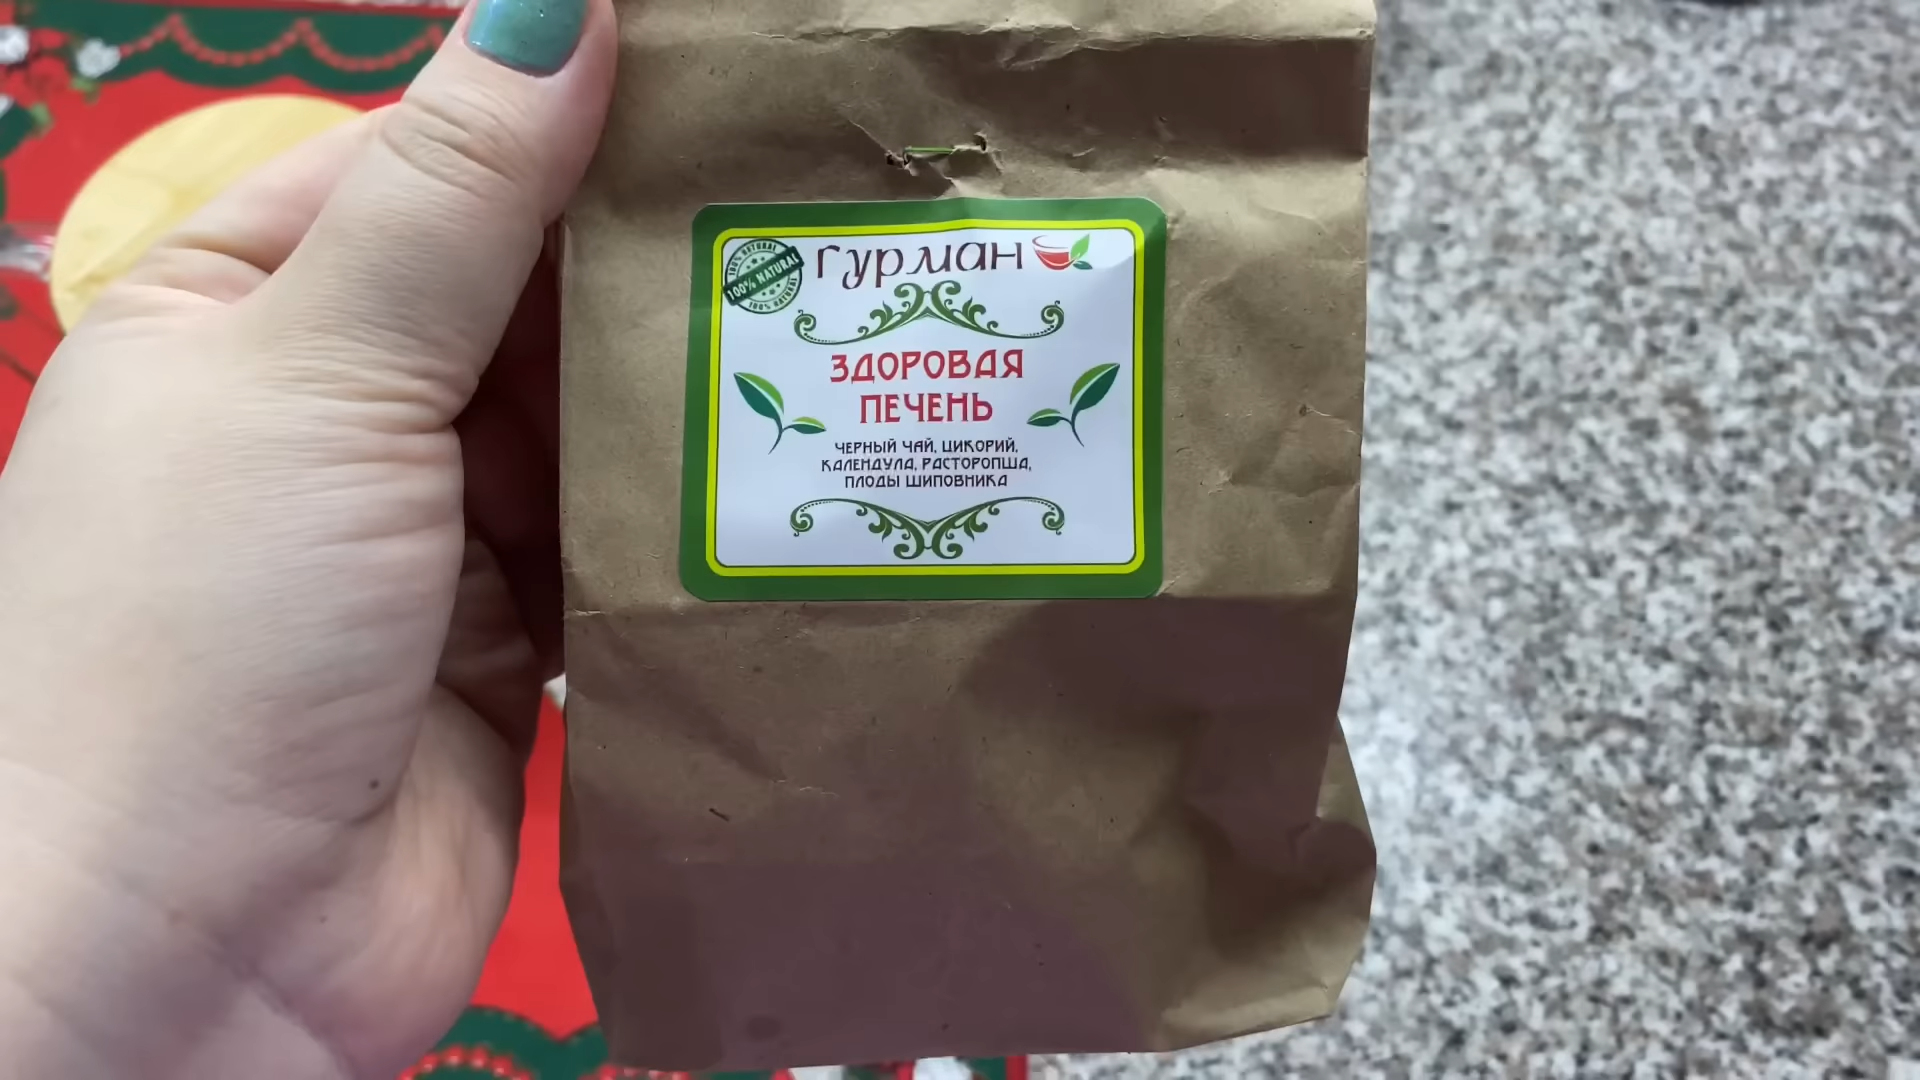 100% NATURAL
100% NATURAL
100% NATURAL
гурман
ЗДОРОВАЯ
ПЕЧЕНЬ
ЧЕРНЫЙ ЧАЙ, ЦИКОРИЙ,
КАЛЕНДУЛА, РАСТОРОПША,
ПЛОДЫ ШИПОВНИКА